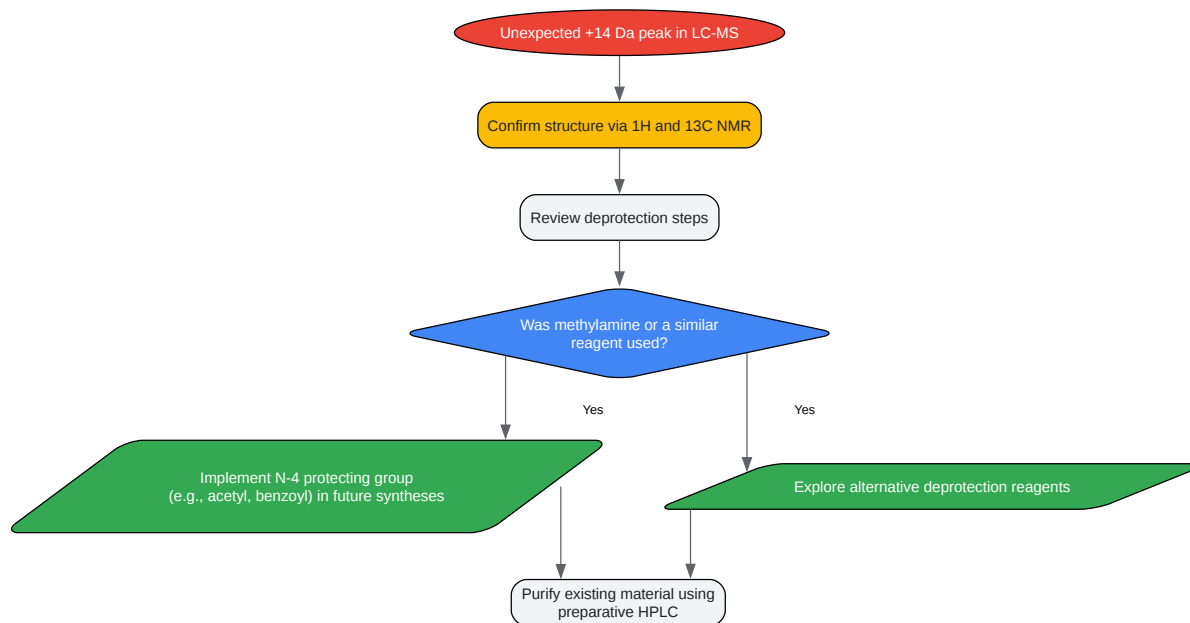 Unexpected +14 Da peak in LC-MS
Confirm structure via 1H and 13C NMR
Review deprotection steps
Was methylamine or a similar
reagent used?
Yes
Yes
Implement N-4 protecting group
(e.g., acetyl, benzoyl) in future syntheses
Explore alternative deprotection reagents
Purify existing material using
preparative HPLC